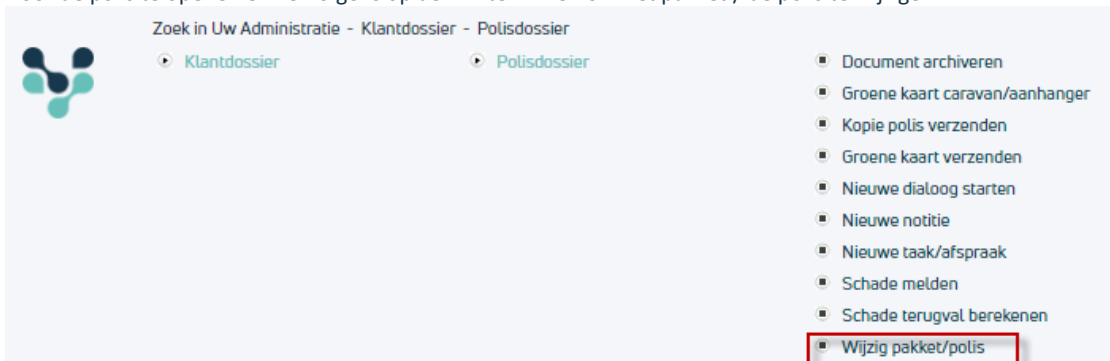 Zoek in Uw Administratie - Klantdossier - Polisdossier
Klantdossier
Polisdossier
Document archiveren
Groene kaart caravan/aanhanger
Kopie polis verzenden
Groene kaart verzenden
Nieuwe dialoog starten
Nieuwe notitie
Nieuwe taak/afspraak
Schade melden
Schade terugval berekenen
Wijzig pakket/polis